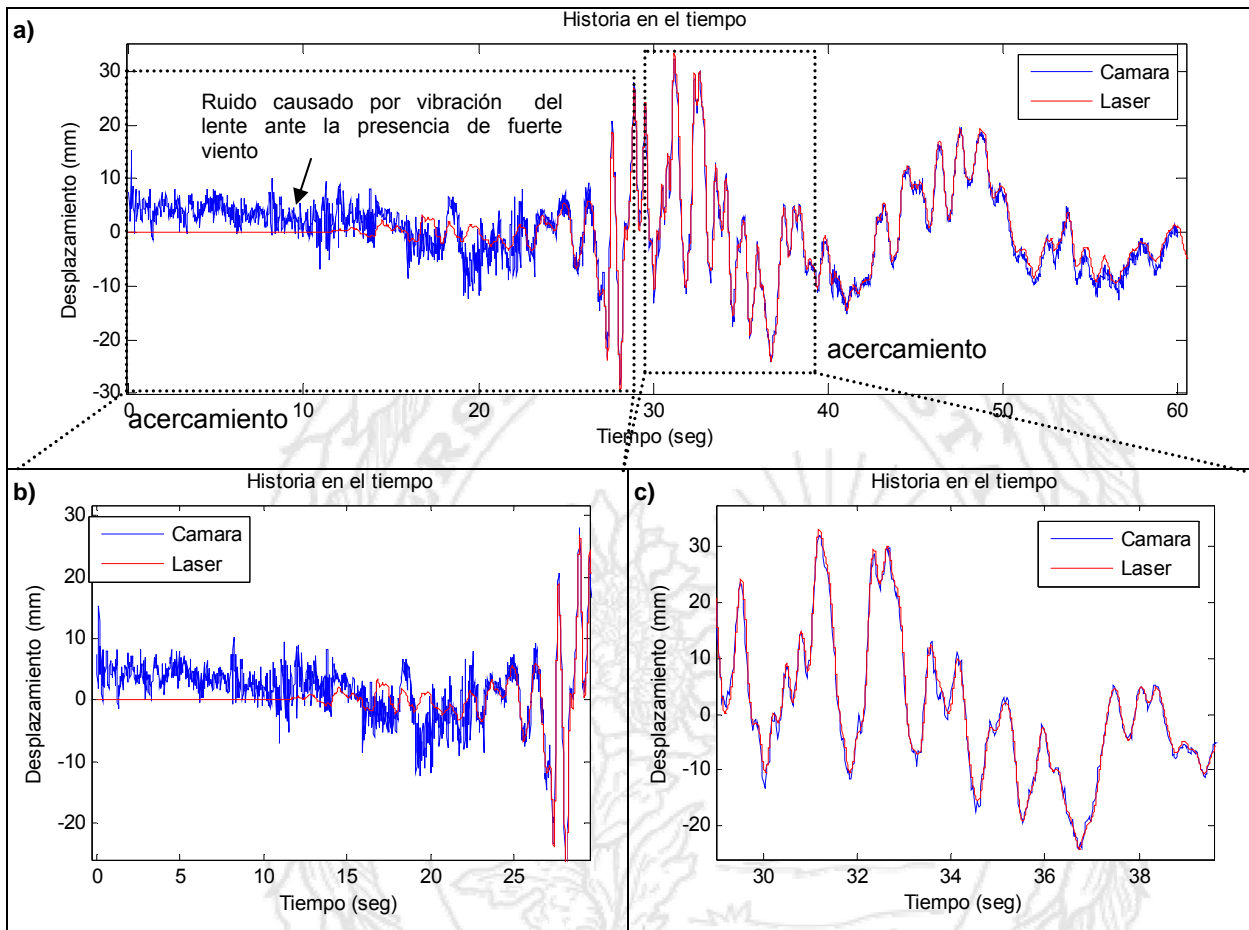 a)
Historia en el tiempo
Camara
Laser
Ruido causado por vibración del
lente ante la presencia de fuerte
viento
Desplazamiento (mm)
30
20
10
0
-10
-20
-30
0
10
20
30
40
50
60
acercamiento
acercamiento
Tiempo (seg)
b)
Historia en el tiempo
Camara
Laser
Desplazamiento (mm)
30
20
10
0
-10
-20
0
5
10
15
20
25
Tiempo (seg)
c)
Historia en el tiempo
Camara
Laser
Desplazamiento (mm)
30
20
10
0
-10
-20
30
32
34
36
38
Tiempo (seg)